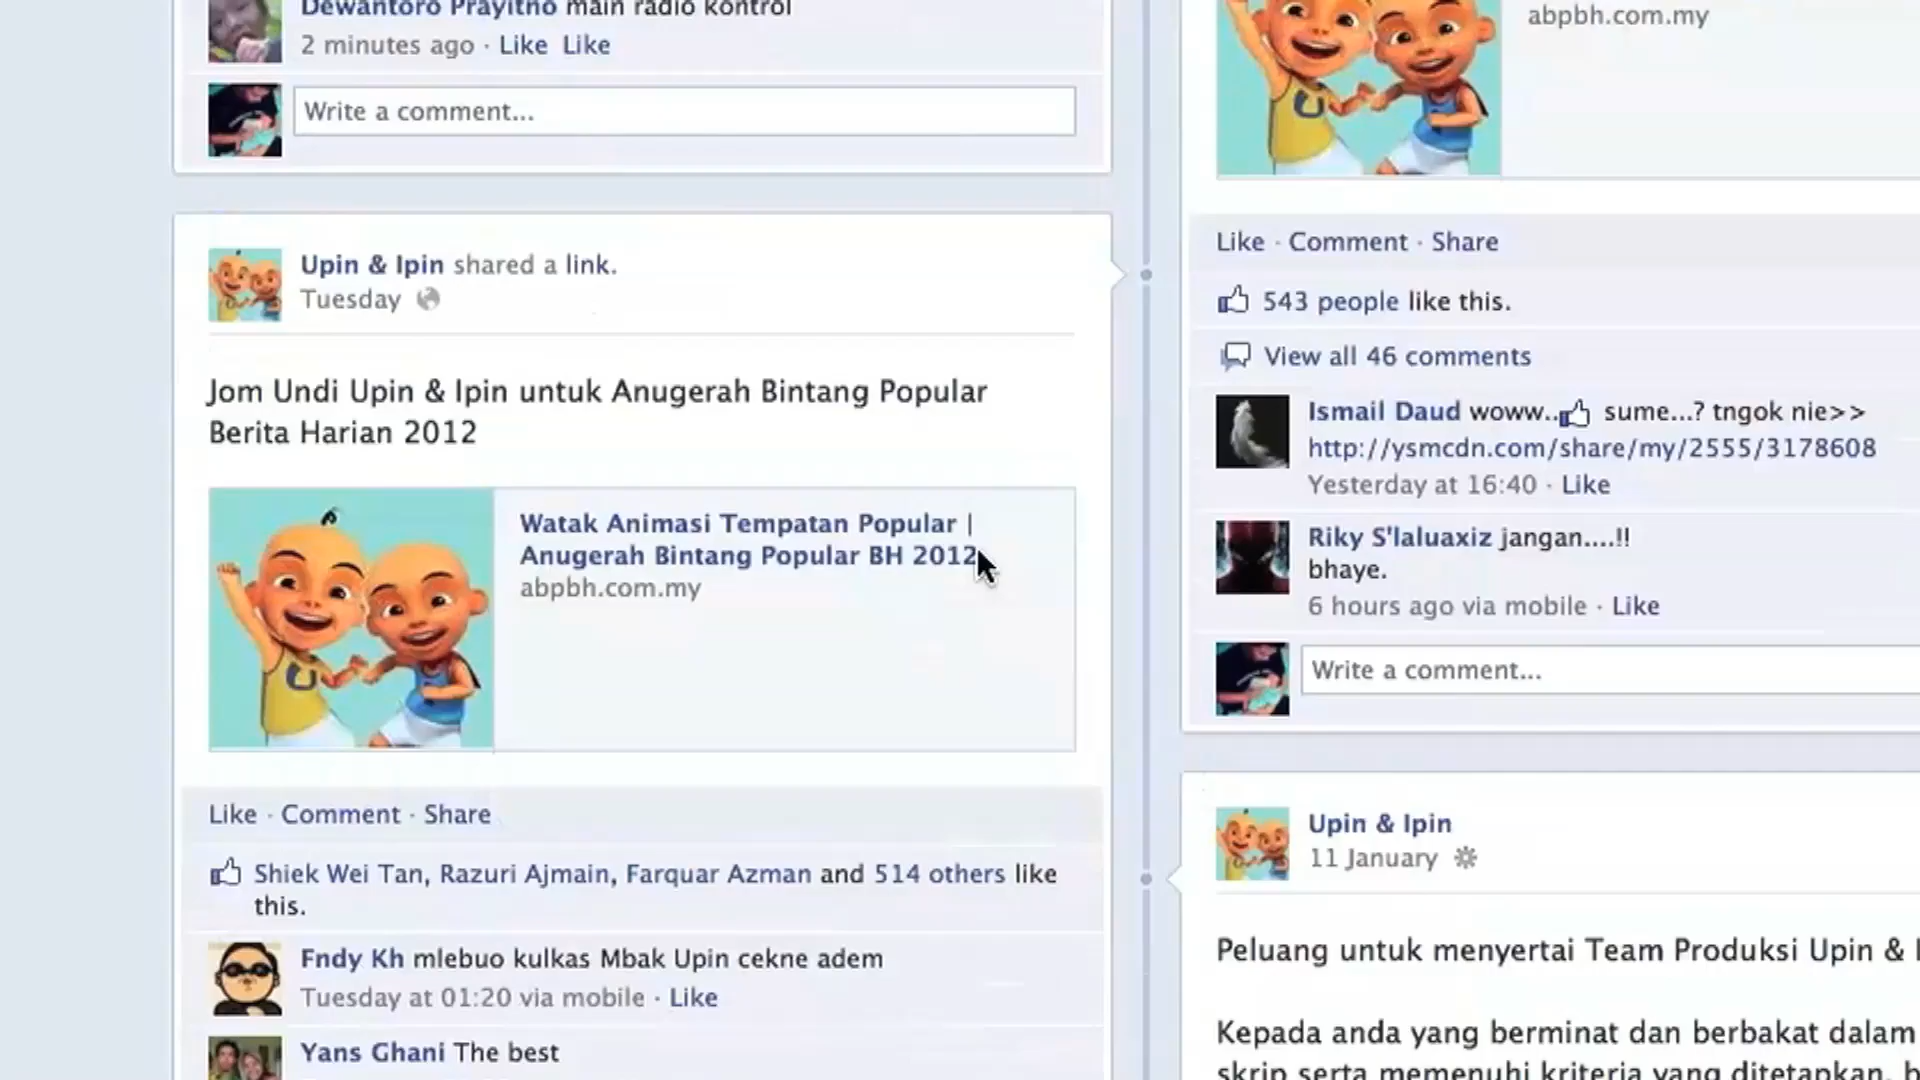 Dewantoro Prayitno main radio kontrol
2 minutes ago · Like Like
Write a comment...
Upin & Ipin shared a link.
Tuesday
Jom Undi Upin & Ipin untuk Anugerah Bintang Popular
Berita Harian 2012
Watak Animasi Tempatan Popular |
Anugerah Bintang Popular BH 2012
abpbh.com.my
Like · Comment · Share
Shiek Wei Tan, Razuri Ajmain, Farquar Azman and 514 others like
this.
Fndy Kh mlebuo kulkas Mbak Upin cekne adem
Tuesday at 01:20 via mobile · Like
Yans Ghani The best
abpbh.com.my
Like · Comment · Share
543 people like this.
View all 46 comments
Ismail Daud woww.. sume...? tngok nie>>
http://ysmcdn.com/share/my/2555/3178608
Yesterday at 16:40 · Like
Riky S'laluaxiz jangan....!!
bhaye.
6 hours ago via mobile · Like
Write a comment...
Upin & Ipin
11 January
Peluang untuk menyertai Team Produksi Upin &
Kepada anda yang berminat dan berbakat dalam
skrip serta memenuhi kriteria yang ditetapkan,